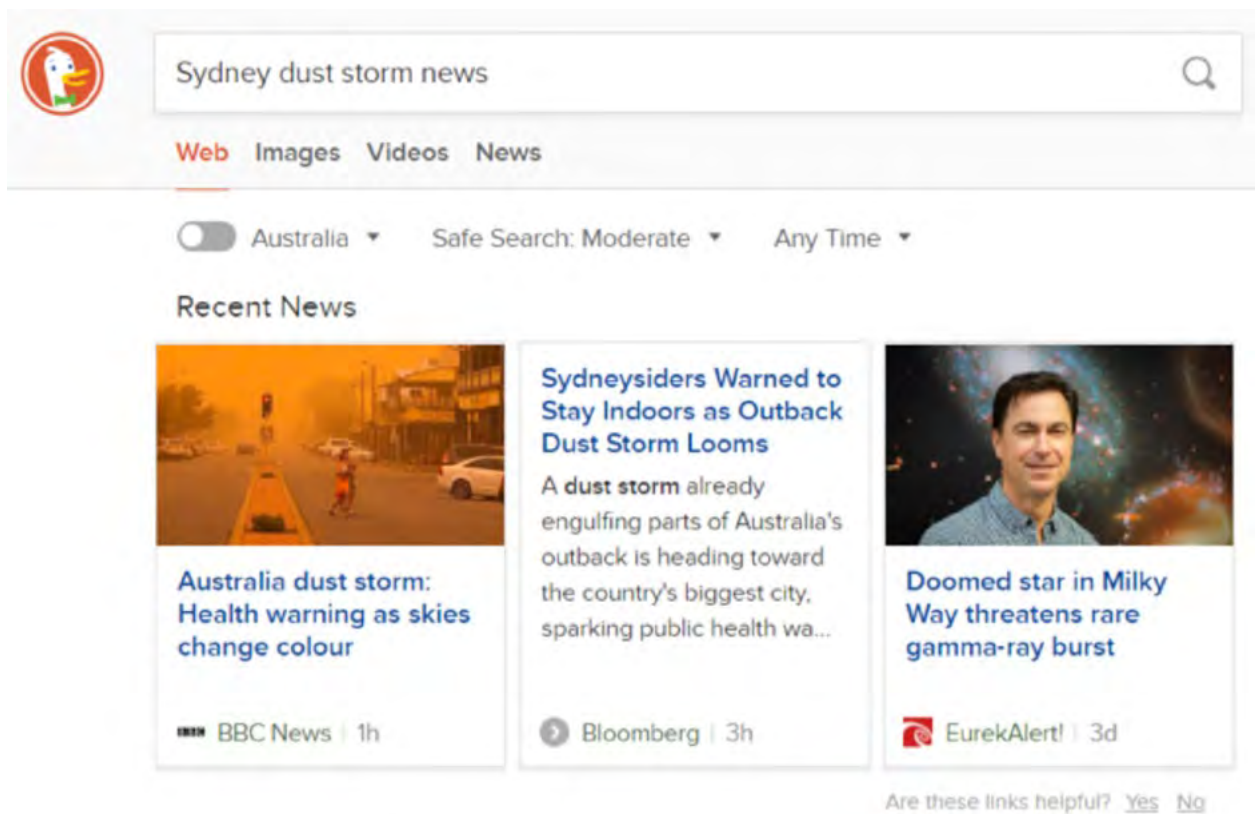 Sydney dust storm news
Web Images Videos News
Australia Safe Search: Moderate Any Time
Recent News
Australia dust storm:
Health warning as skies
change colour
BBC BBC News 1h
Sydneysiders Warned to
Stay Indoors as Outback
Dust Storm Looms
A dust storm already
engulfing parts of Australia's
outback is heading toward
the country's biggest city,
sparking public health wa...
Bloomberg 3h
Doomed star in Milky
Way threatens rare
gamma-ray burst
EurekAlert! 3d
Are these links helpful? Yes No